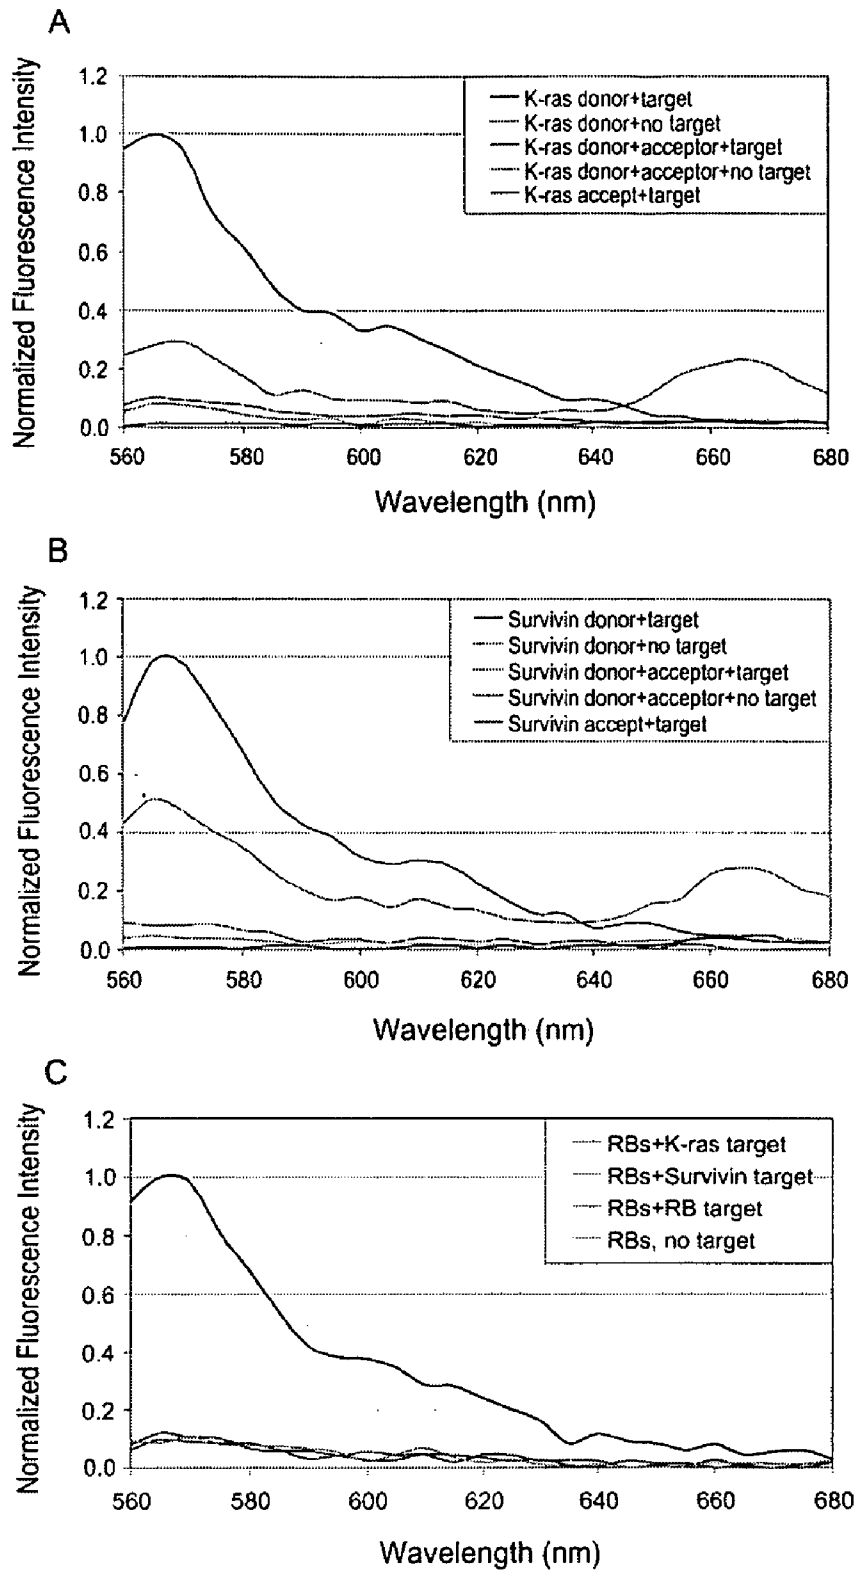 A
Normalized Fluorescence Intensity
1.2
1.0
0.8
0.6
0.4
0.2
0.0
K-ras donor+target
K-ras donor+no target
K-ras donor+acceptor+target
K-ras donor+acceptor+no target
K-ras accept+target
560
580
600
620
640
660
680
Wavelength (nm)
B
Normalized Fluorescence Intensity
1.2
1.0
0.8
0.6
0.4
0.2
0.0
Survivin donor+target
Survivin donor+no target
Survivin donor+acceptor+target
Survivin donor+acceptor+no target
Survivin accept+target
560
580
600
620
640
660
680
Wavelength (nm)
C
Normalized Fluorescence Intensity
1.2
1.0
0.8
0.6
0.4
0.2
0.0
RBs+K-ras target
RBs+Survivin target
RBs+RB target
RBs, no target
560
580
600
620
640
660
680
Wavelength (nm)